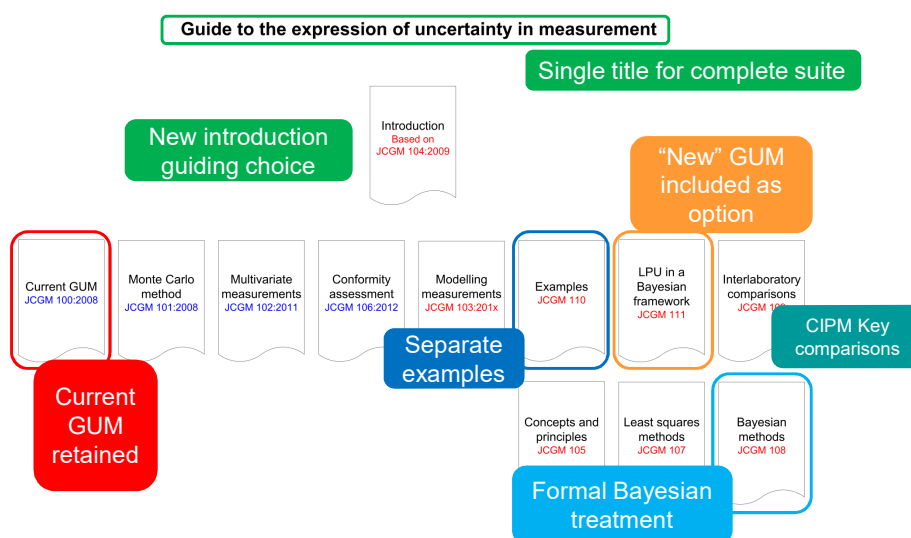 Guide to the expression of uncertainty in measurement
Single title for complete suite
New introduction
guiding choice
Introduction
Based on
JCGM 104:2009
“New” GUM
included as
option
Current GUM
JCGM 100:2008
Monte Carlo
method
JCGM 101:2008
Multivariate
measurements
JCGM 102:2011
Conformity
assessment
JCGM 106:2012
Modelling
measurements
JCGM 103:201x
Examples
JCGM 110
LPU in a
Bayesian
framework
JCGM 111
Interlaboratory
comparisons
JCGM
CIPM Key
comparisons
Separate
examples
Current
GUM
retained
Concepts and
principles
JCGM 105
Least squares
methods
JCGM 107
Bayesian
methods
JCGM 108
Formal Bayesian
treatment